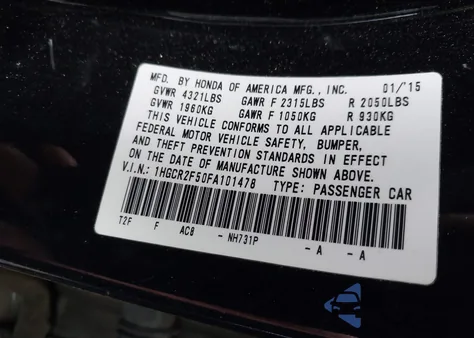 MFD. BY HONDA OF AMERICA MFG., INC. 01/'15
GVWR 4321LBS GAWR F 2315LBS R 2050LBS
GVWR 1960KG GAWR F 1050KG R 930KG
THIS VEHICLE CONFORMS TO ALL APPLICABLE
FEDERAL MOTOR VEHICLE SAFETY, BUMPER,
AND THEFT PREVENTION STANDARDS IN EFFECT
ON THE DATE OF MANUFACTURE SHOWN ABOVE.
V.I.N.: 1HGCR2F50FA101478 TYPE: PASSENGER CAR
T2F F AC8 - NH731P - A - A